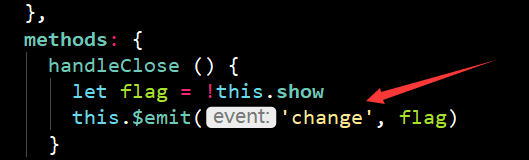 },
methods: {
handleClose () {
let flag = !this.show
this.$emit( event: 'change', flag)
}